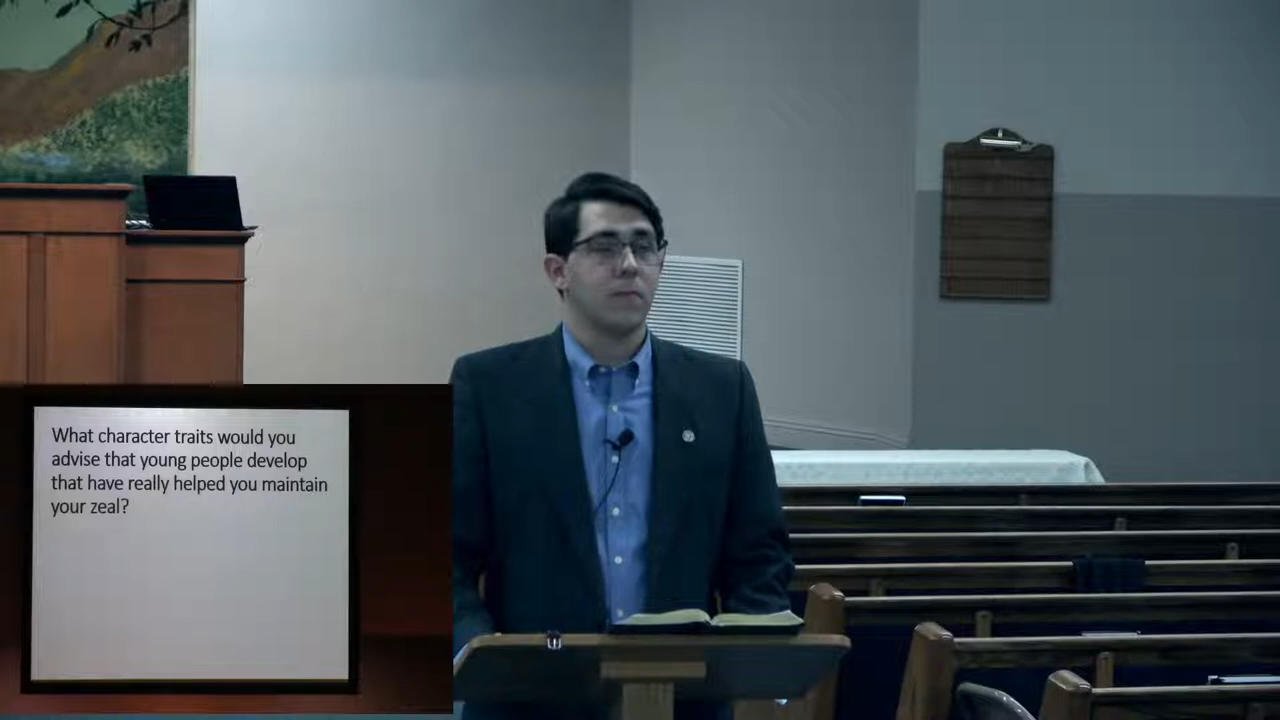 What character traits would you
advise that young people develop
that have really helped you maintain
your zeal?